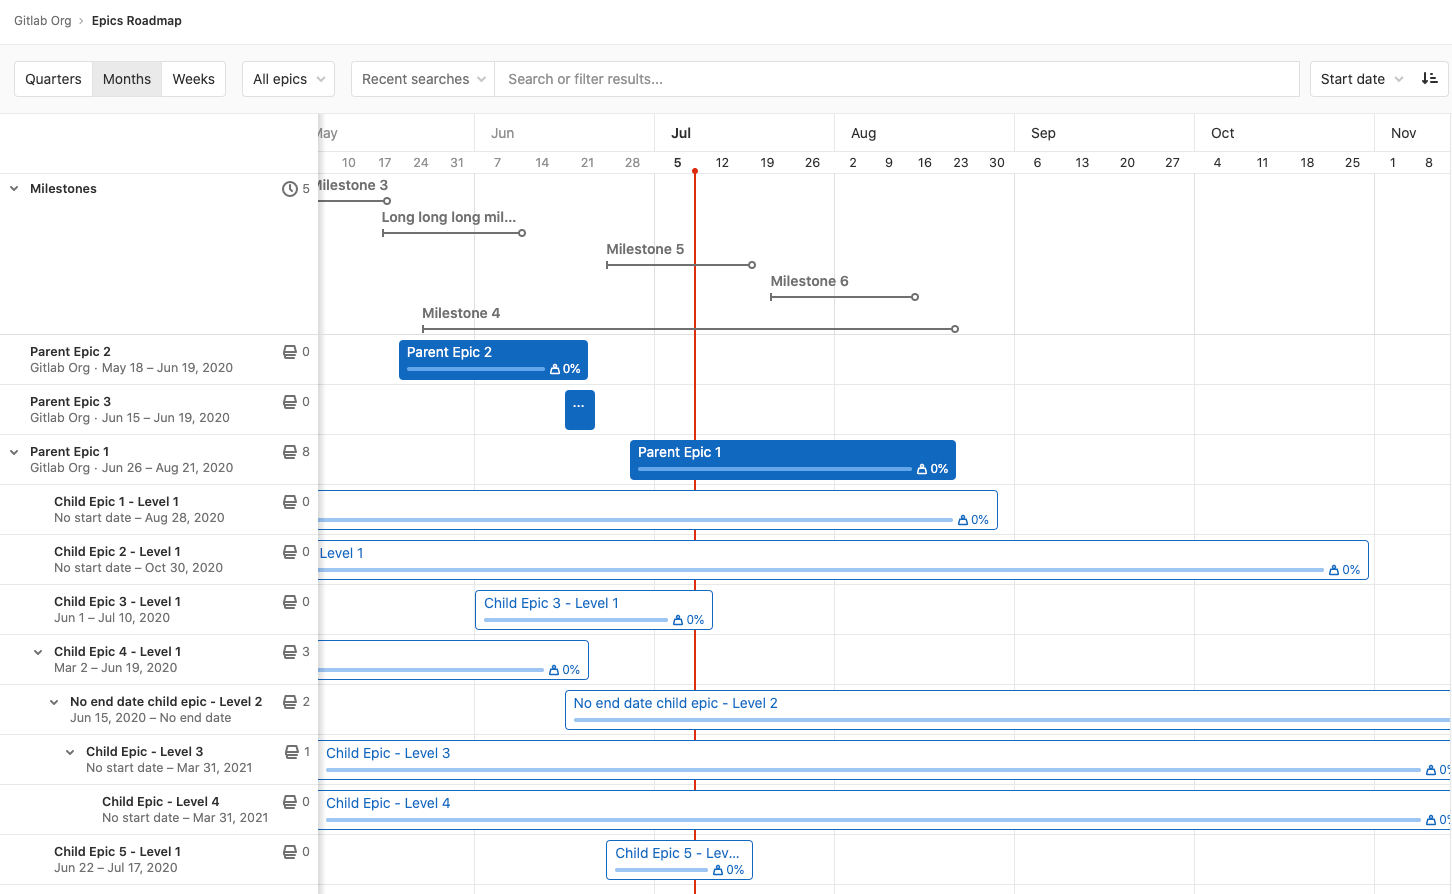 Gitlab Org › Epics Roadmap
Quarters Months Weeks All epics Recent searches Search or filter results... Start date
May Jun Jul Aug Sep Oct Nov
10 17 24 31 7 14 21 28 5 12 19 26 2 9 16 23 30 6 13 20 27 4 11 18 25 1 8
Milestones 5 Milestone 3
Long long long mil...
Milestone 5
Milestone 6
Milestone 4
Parent Epic 2 0
Gitlab Org · May 18 – Jun 19, 2020
Parent Epic 2
0%
Parent Epic 3 0
Gitlab Org · Jun 15 – Jun 19, 2020
...
Parent Epic 1 8
Gitlab Org · Jun 26 – Aug 21, 2020
Parent Epic 1
0%
Child Epic 1 - Level 1 0
No start date – Aug 28, 2020
0%
Child Epic 2 - Level 1 0
No start date – Oct 30, 2020
Level 1
0%
Child Epic 3 - Level 1 0
Jun 1 – Jul 10, 2020
Child Epic 3 - Level 1
0%
Child Epic 4 - Level 1 3
Mar 2 – Jun 19, 2020
0%
No end date child epic - Level 2 2
Jun 15, 2020 – No end date
No end date child epic - Level 2
Child Epic - Level 3 1
No start date – Mar 31, 2021
Child Epic - Level 3
0%
Child Epic - Level 4 0
No start date – Mar 31, 2021
Child Epic - Level 4
0%
Child Epic 5 - Level 1 0
Jun 22 – Jul 17, 2020
Child Epic 5 - Lev...
0%